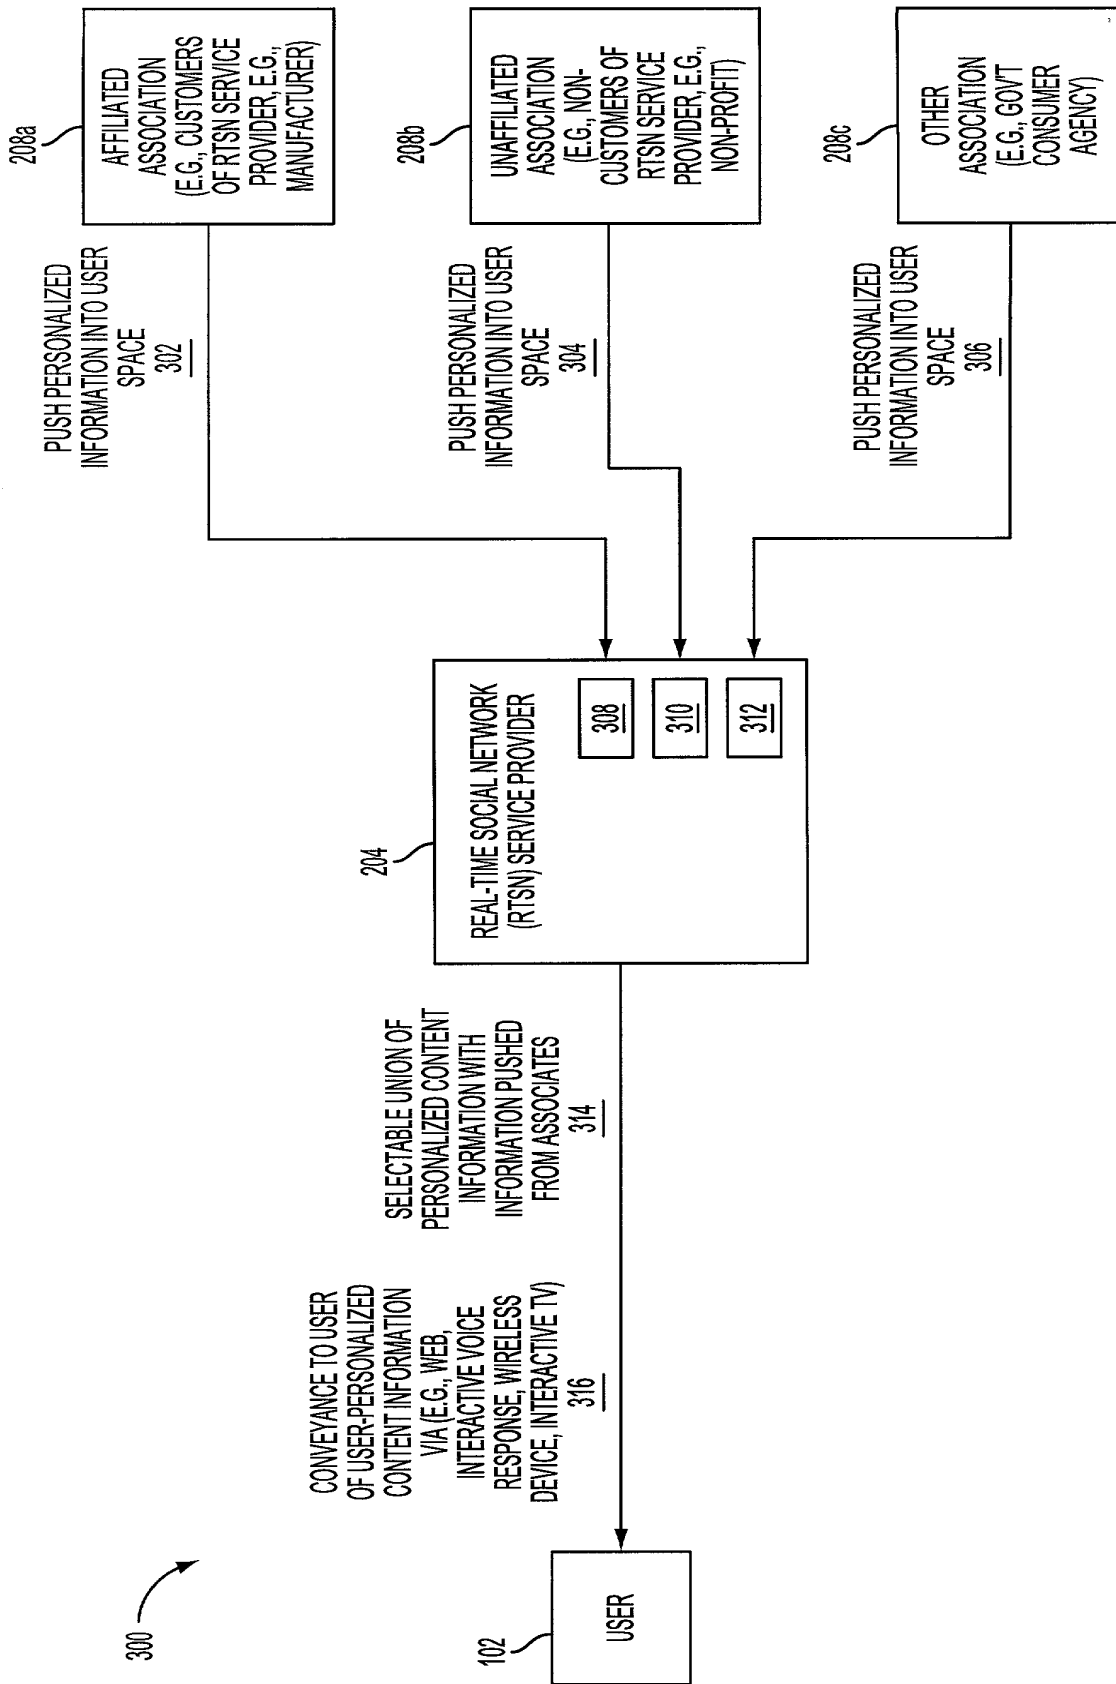 300
102
USER
CONVEYANCE TO USER
OF USER-PERSONALIZED
CONTENT INFORMATION
VIA (E.G., WEB,
INTERACTIVE VOICE
RESPONSE, WIRELESS
DEVICE, INTERACTIVE TV)
316
SELECTABLE UNION OF
PERSONALIZED CONTENT
INFORMATION WITH
INFORMATION PUSHED
FROM ASSOCIATES
314
204
REAL-TIME SOCIAL NETWORK
(RTSN) SERVICE PROVIDER
308
310
312
PUSH PERSONALIZED
INFORMATION INTO USER
SPACE
302
208a
AFFILIATED
ASSOCIATION
(E.G., CUSTOMERS
OF RTSN SERVICE
PROVIDER, E.G.,
MANUFACTURER)
PUSH PERSONALIZED
INFORMATION INTO USER
SPACE
304
208b
UNAFFILIATED
ASSOCIATION
(E.G., NON-
CUSTOMERS OF
RTSN SERVICE
PROVIDER, E.G.,
NON-PROFIT)
PUSH PERSONALIZED
INFORMATION INTO USER
SPACE
306
208c
OTHER
ASSOCIATION
(E.G., GOV'T
CONSUMER
AGENCY)